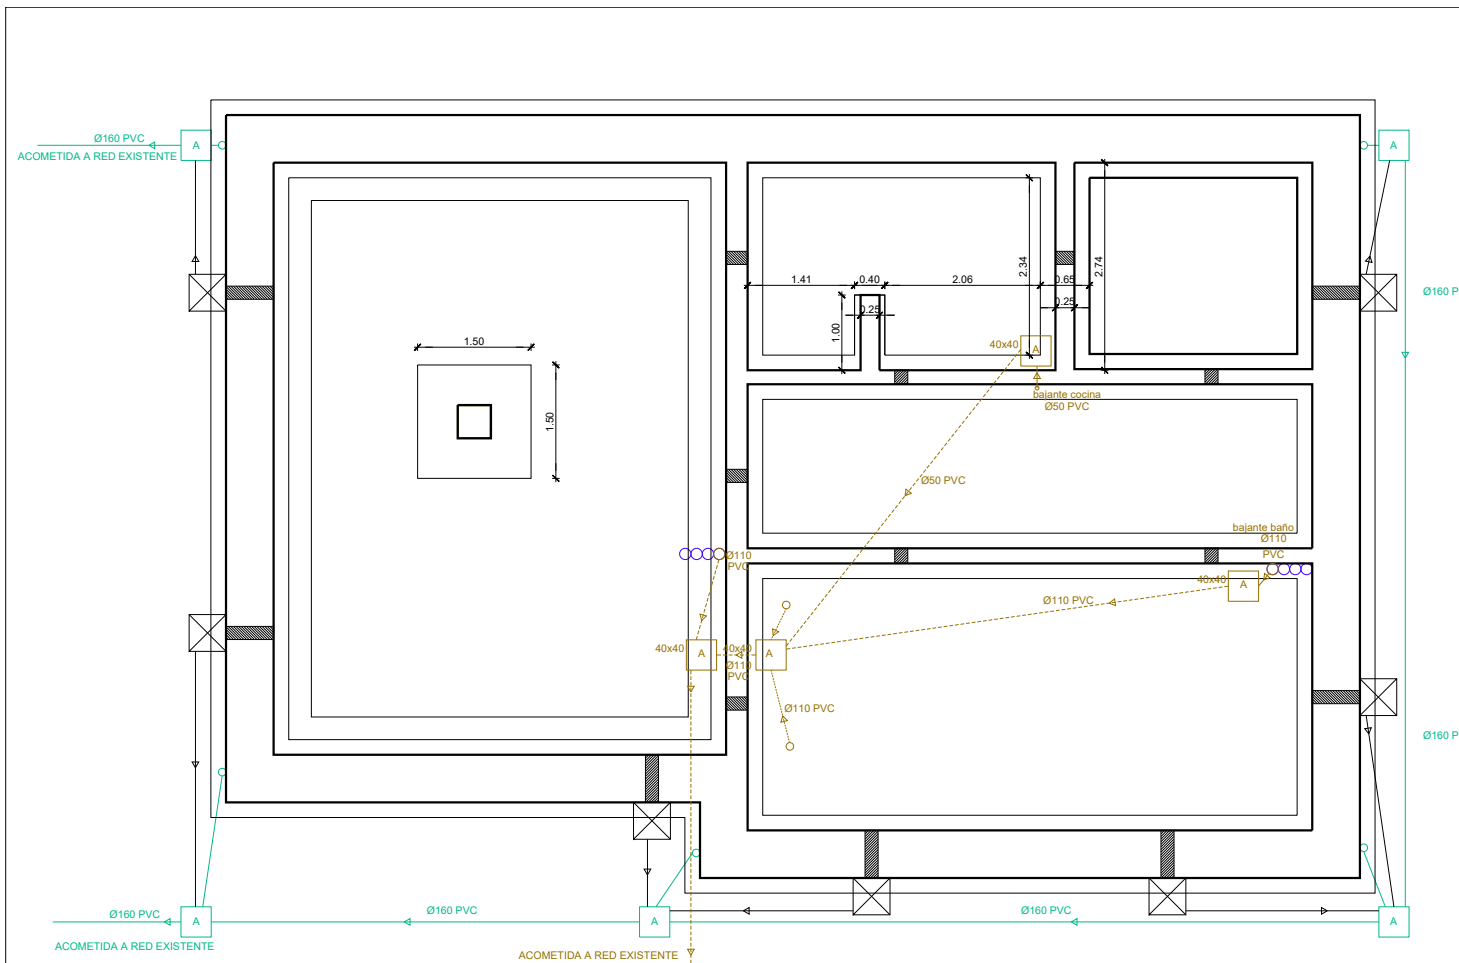 Ø160 PVC
A
ACOMETIDA A RED EXISTENTE
A
1.41
0.40
2.06
2.34
0.65
2.74
0.25
0.25
1.00
Ø160 P
1.50
1.50
40x40
A
bajante cocina
Ø50 PVC
Ø50 PVC
bajante baño
Ø110
PVC
Ø110
PVC
40x40
A
Ø110 PVC
40x40
A
40x40
A
Ø110
PVC
Ø110 PVC
Ø160 P
Ø160 PVC
A
Ø160 PVC
A
Ø160 PVC
A
ACOMETIDA A RED EXISTENTE
ACOMETIDA A RED EXISTENTE